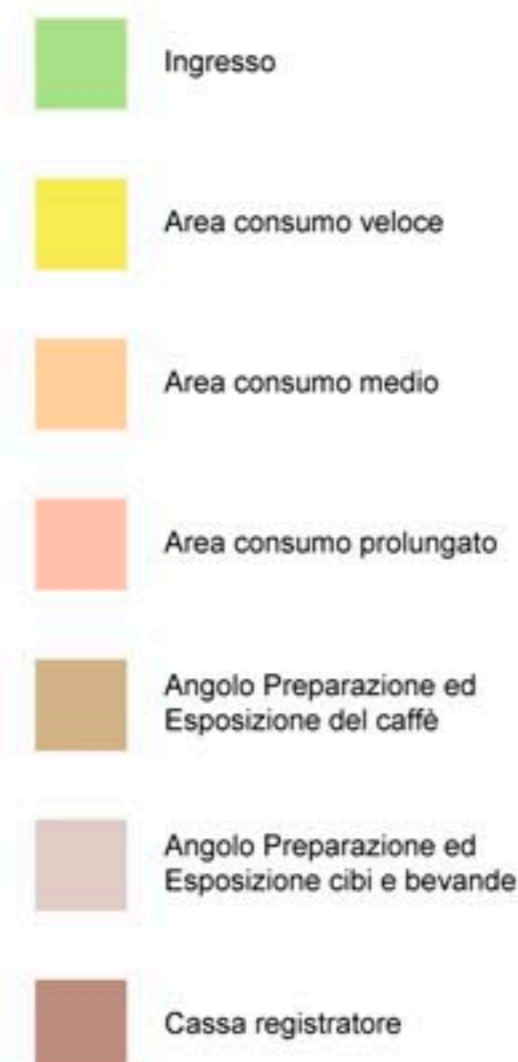 Ingresso
Area consumo veloce
Area consumo medio
Area consumo prolungato
Angolo Preparazione ed
Esposizione del caffè
Angolo Preparazione ed
Esposizione cibi e bevande
Cassa registratore